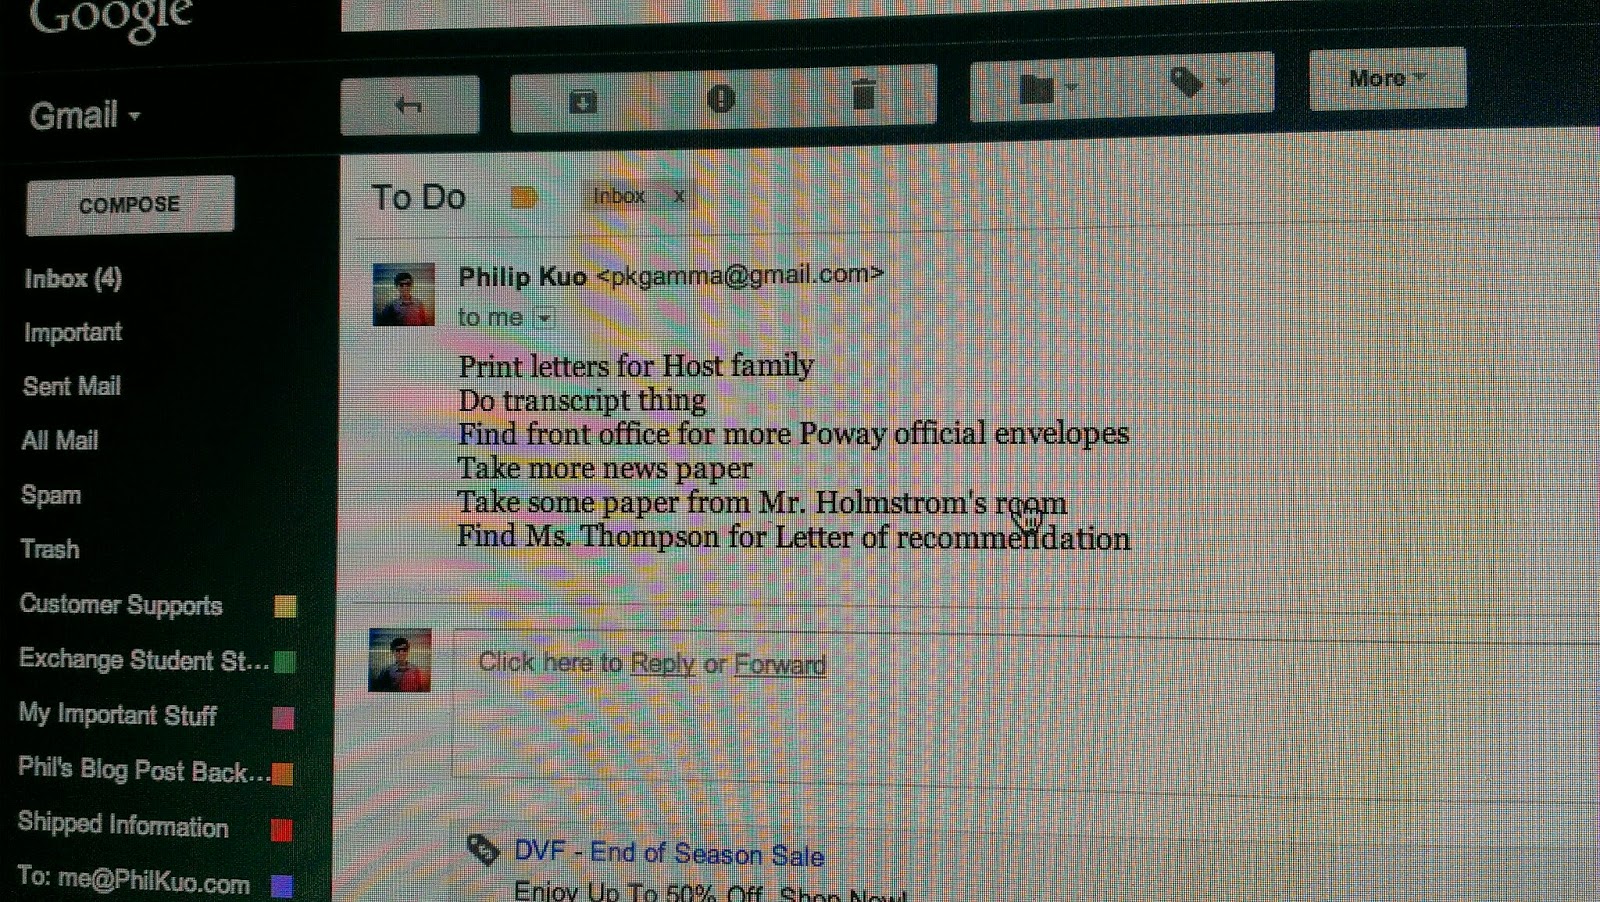 Google
Gmail
More
COMPOSE
To Do
Inbox x
Inbox (4)
Philip Kuo <pkgamma@gmail.com>
to me
Important
Print letters for Host family
Sent Mail
Do transcript thing
All Mail
Find front office for more Poway official envelopes
Take more news paper
Spam
Take some paper from Mr. Holmstrom's room
Trash
Find Ms. Thompson for Letter of recommendation
Customer Supports
Exchange Student St...
Click here to Reply or Forward
My Important Stuff
Phil's Blog Post Back...
Shipped Information
DVF - End of Season Sale
To: me@PhilKuo.com
Enjoy Up To 50% Off. Shop Now!